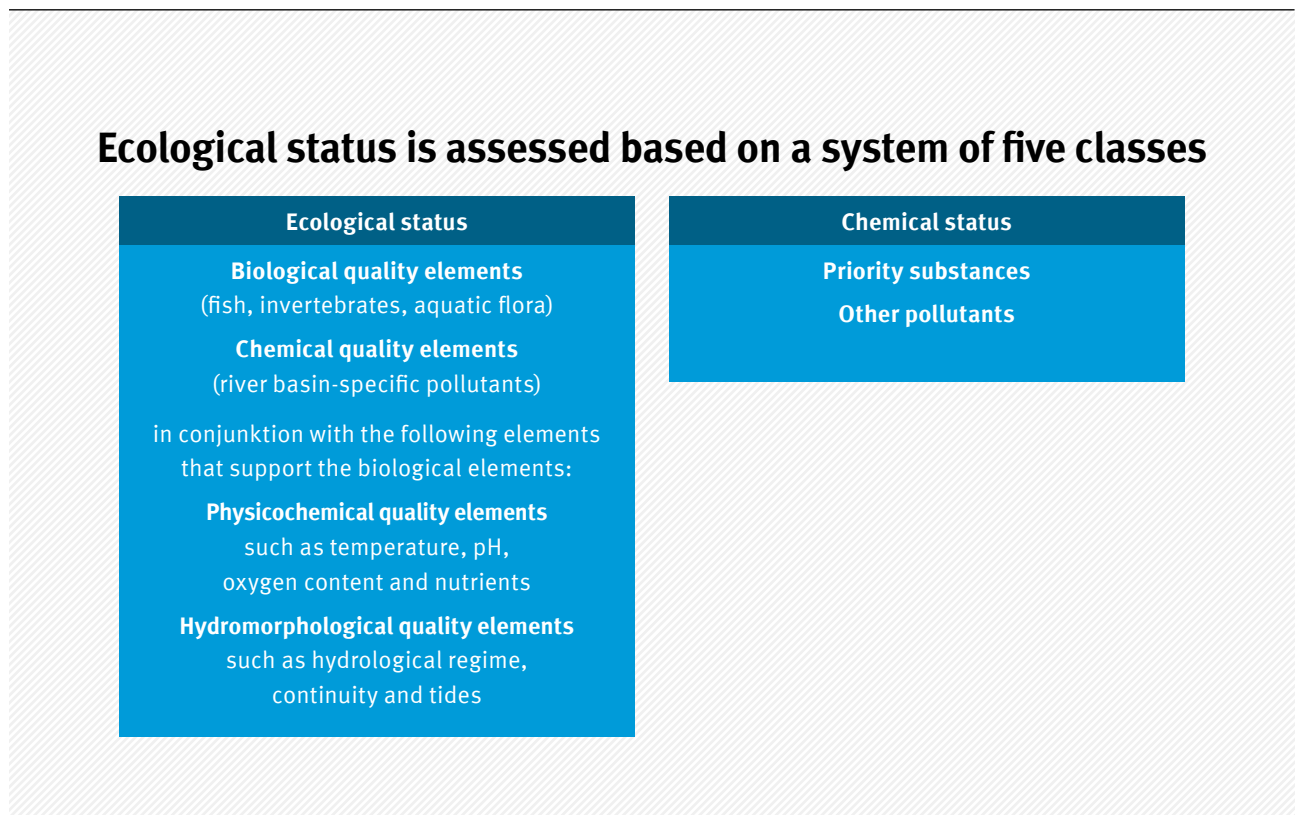 Ecological status is assessed based on a system of five classes
Ecological status
Biological quality elements
(fish, invertebrates, aquatic flora)
Chemical quality elements
(river basin-specific pollutants)
in conjunktion with the following elements
that support the biological elements:
Physicochemical quality elements
such as temperature, pH,
oxygen content and nutrients
Hydromorphological quality elements
such as hydrological regime,
continuity and tides
Chemical status
Priority substances
Other pollutants